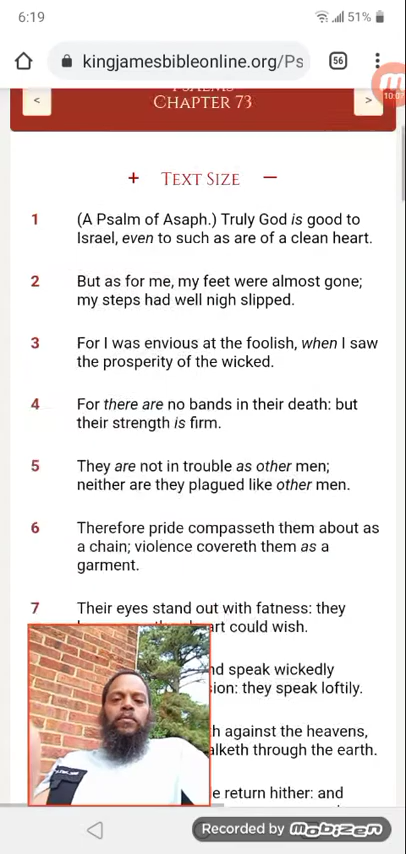 6:19
51%
kingjamesbibleonline.org/Ps
56
PSALMS
<
CHAPTER 73
>
10:0
+ TEXT SIZE −
1 (A Psalm of Asaph.) Truly God is good to
Israel, even to such as are of a clean heart.
2 But as for me, my feet were almost gone;
my steps had well nigh slipped.
3 For I was envious at the foolish, when I saw
the prosperity of the wicked.
4 For there are no bands in their death: but
their strength is firm.
5 They are not in trouble as other men;
neither are they plagued like other men.
6 Therefore pride compasseth them about as
a chain; violence covereth them as a
garment.
7 Their eyes stand out with fatness: they
could wish.
nd speak wickedly
they speak loftily.
against the heavens,
through the earth.
return hither: and
Recorded by mobizen